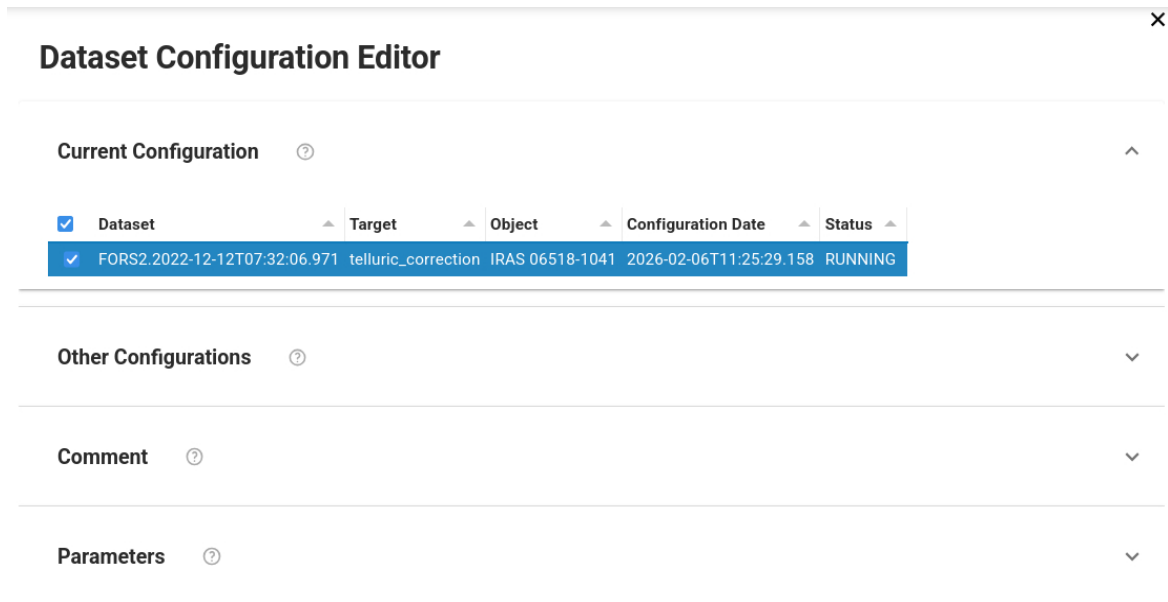 Dataset Configuration Editor
Current Configuration
Dataset Target Object Configuration Date Status
FORS2.2022-12-12T07:32:06.971 telluric_correction IRAS 06518-1041 2026-02-06T11:25:29.158 RUNNING
Other Configurations
Comment
Parameters